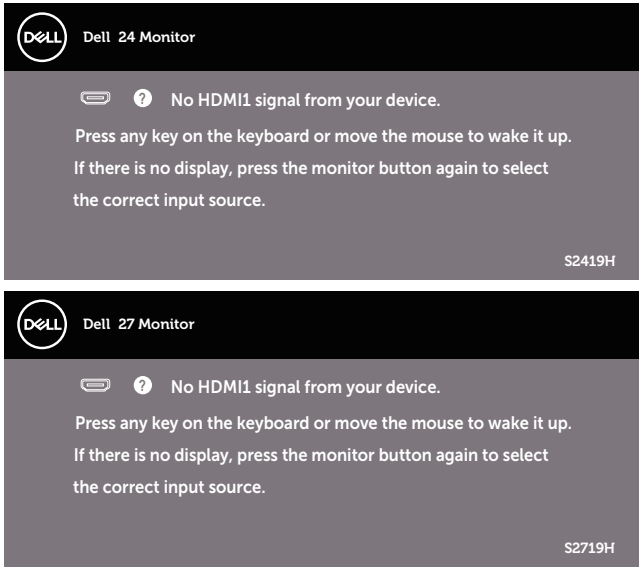 DELL Dell 24 Monitor
? No HDMI1 signal from your device.
Press any key on the keyboard or move the mouse to wake it up.
If there is no display, press the monitor button again to select
the correct input source.
S2419H
DELL Dell 27 Monitor
? No HDMI1 signal from your device.
Press any key on the keyboard or move the mouse to wake it up.
If there is no display, press the monitor button again to select
the correct input source.
S2719H